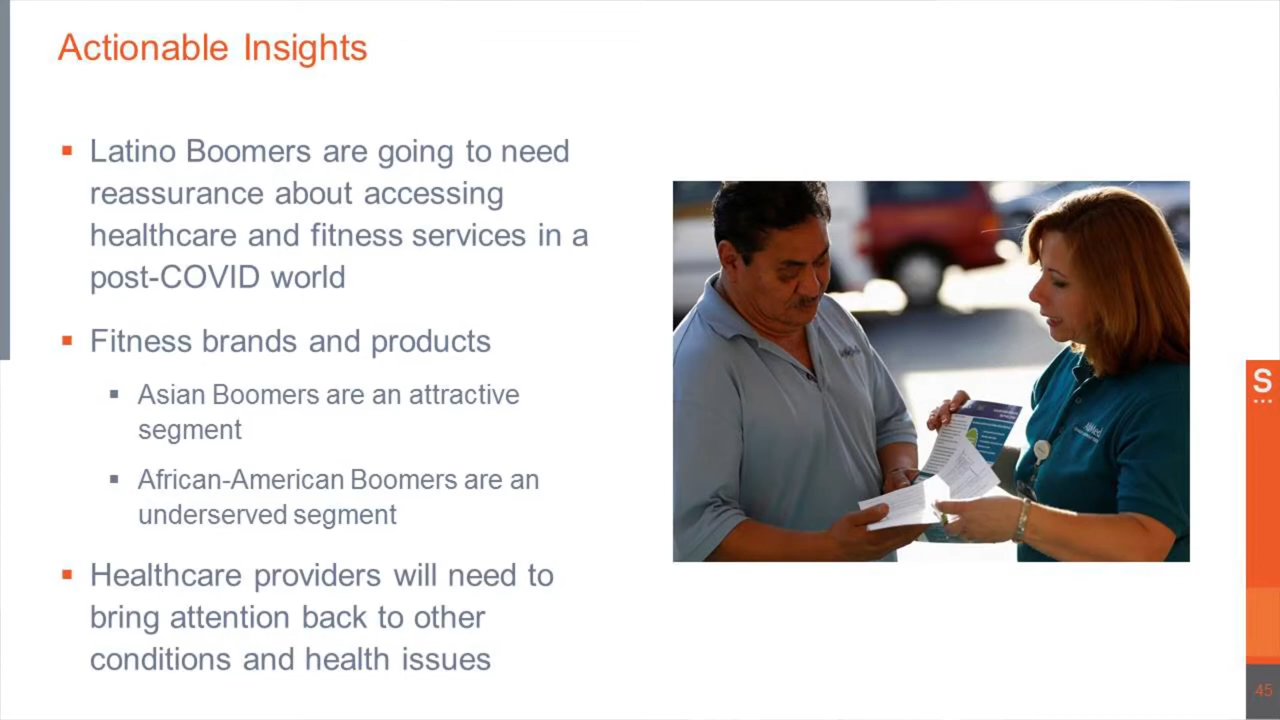 Actionable Insights
▪ Latino Boomers are going to need
reassurance about accessing
healthcare and fitness services in a
post-COVID world
▪ Fitness brands and products
▪ Asian Boomers are an attractive
segment
▪ African-American Boomers are an
underserved segment
▪ Healthcare providers will need to
bring attention back to other
conditions and health issues
S
45